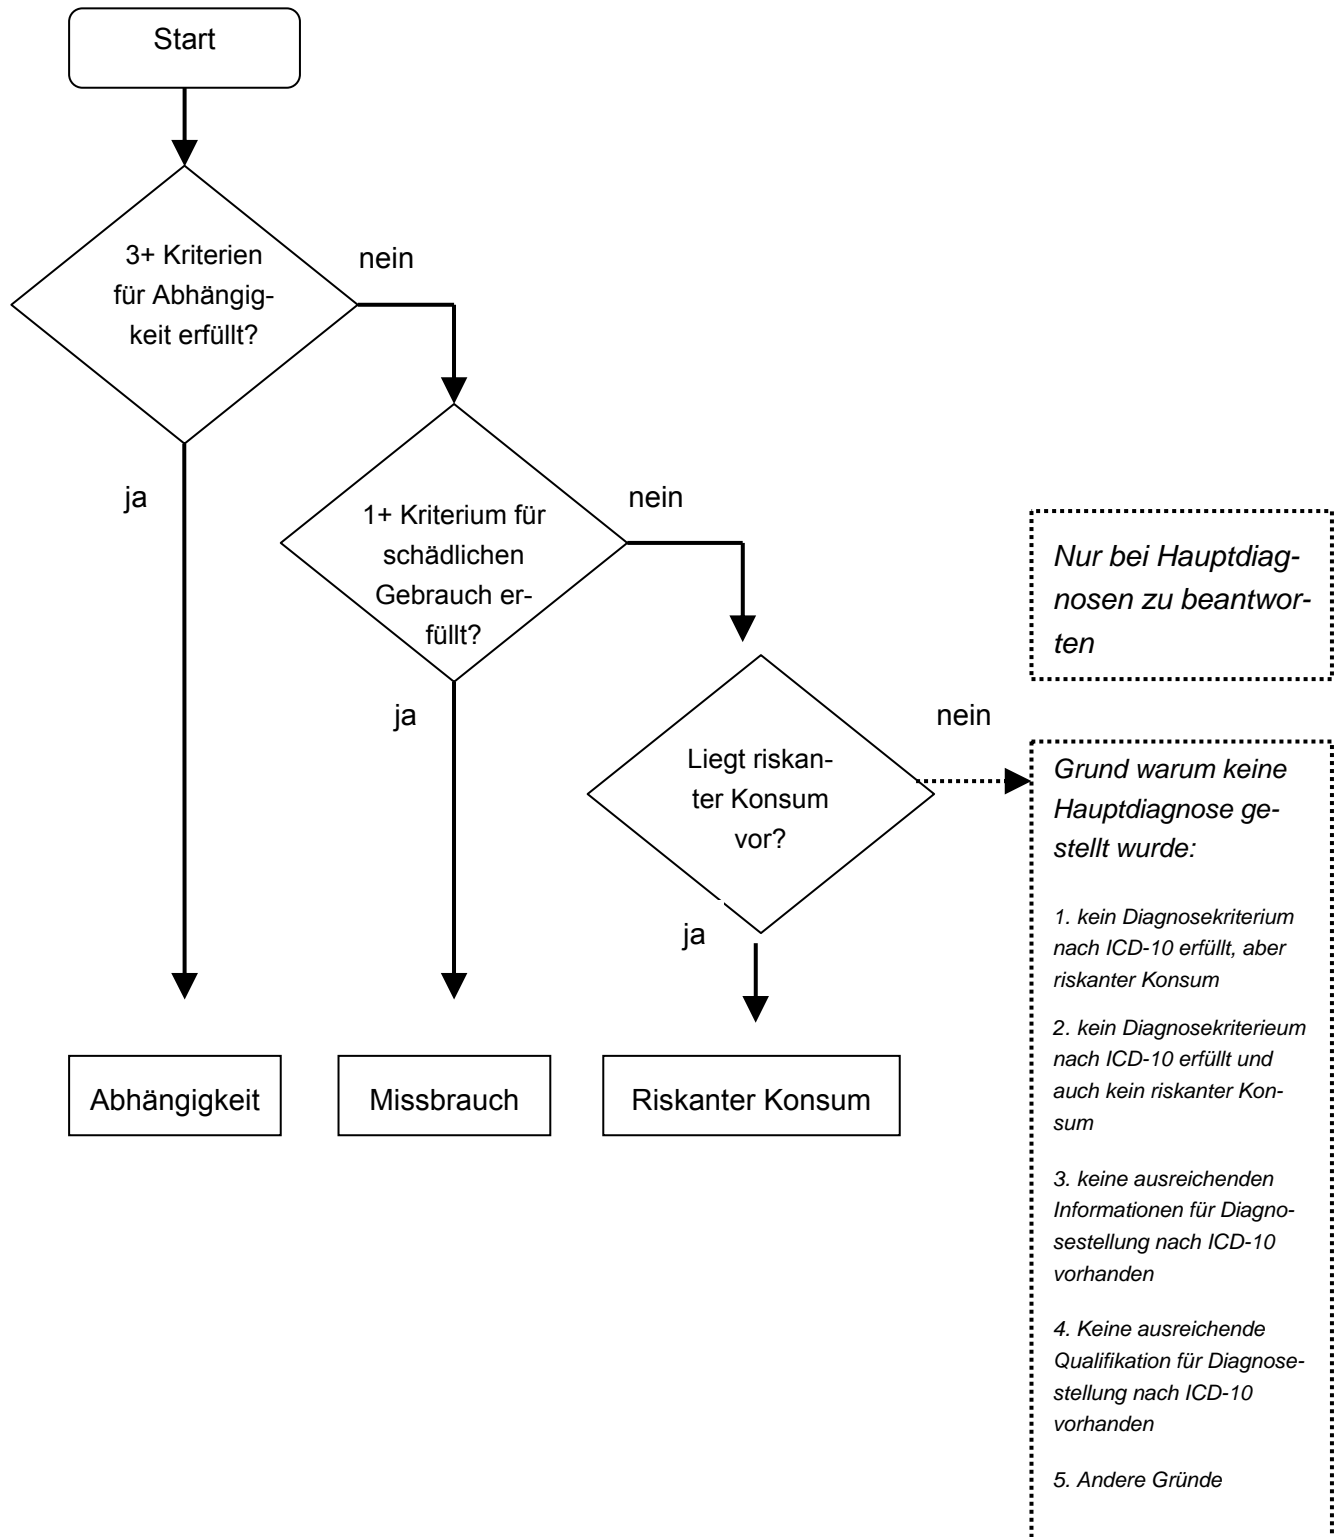 Start
3+ Kriterien
für Abhängig-
keit erfüllt?
nein
ja
1+ Kriterium für
schädlichen
Gebrauch er-
füllt?
nein
ja
Liegt riskan-
ter Konsum
vor?
nein
ja
Abhängigkeit
Missbrauch
Riskanter Konsum
Nur bei Hauptdiag-
nosen zu beantwor-
ten
Grund warum keine
Hauptdiagnose ge-
stellt wurde:
1. kein Diagnosekriterium
nach ICD-10 erfüllt, aber
riskanter Konsum
2. kein Diagnosekriterieum
nach ICD-10 erfüllt und
auch kein riskanter Kon-
sum
3. keine ausreichenden
Informationen für Diagno-
sestellung nach ICD-10
vorhanden
4. Keine ausreichende
Qualifikation für Diagnose-
stellung nach ICD-10
vorhanden
5. Andere Gründe